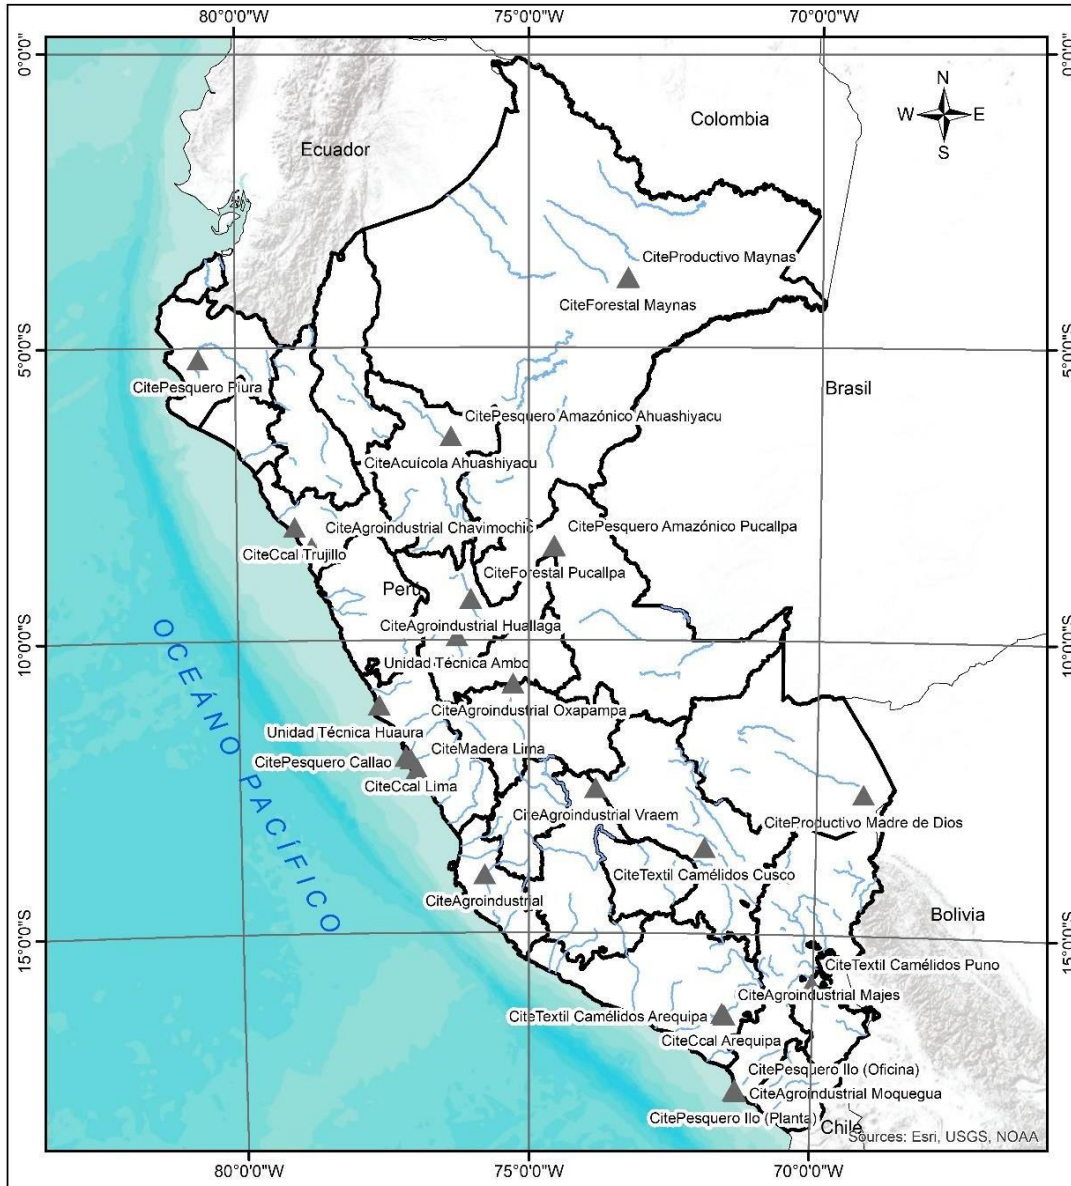 80°0'0"W
75°0'0"W
70°0'0"W
0°0'0"
0°0'0"
N
W
E
S
Colombia
Ecuador
CiteProductivo Maynas
CiteForestal Maynas
5°0'0"S
5°0'0"S
Brasil
CitePesquero Piura
CitePesquero Amazónico Ahuashiyacu
CiteAcuícola Ahuashiyacu
CiteAgroindustrial Chavimochic
CitePesquero Amazónico Pucallpa
CiteCcal Trujillo
CiteForestal Pucallpa
Peru
CiteAgroindustrial Huallaga
10°0'0"S
10°0'0"S
Unidad Técnica Ambo
CiteAgroindustrial Oxapampa
Unidad Técnica Huaura
CiteMadera Lima
CitePesquero Callao
CiteCcal Lima
OCEÁNO PACÍFICO
CiteAgroindustrial Vraem
CiteProductivo Madre de Dios
CiteTextil Camélidos Cusco
CiteAgroindustrial
Bolivia
15°0'0"S
15°0'0"S
CiteTextil Camélidos Puno
CiteAgroindustrial Majes
CiteTextil Camélidos Arequipa
CiteCcal Arequipa
CitePesquero Ilo (Oficina)
CiteAgroindustrial Moquegua
CitePesquero Ilo (Planta)
Chile
Sources: Esri, USGS, NOAA
80°0'0"W
75°0'0"W
70°0'0"W